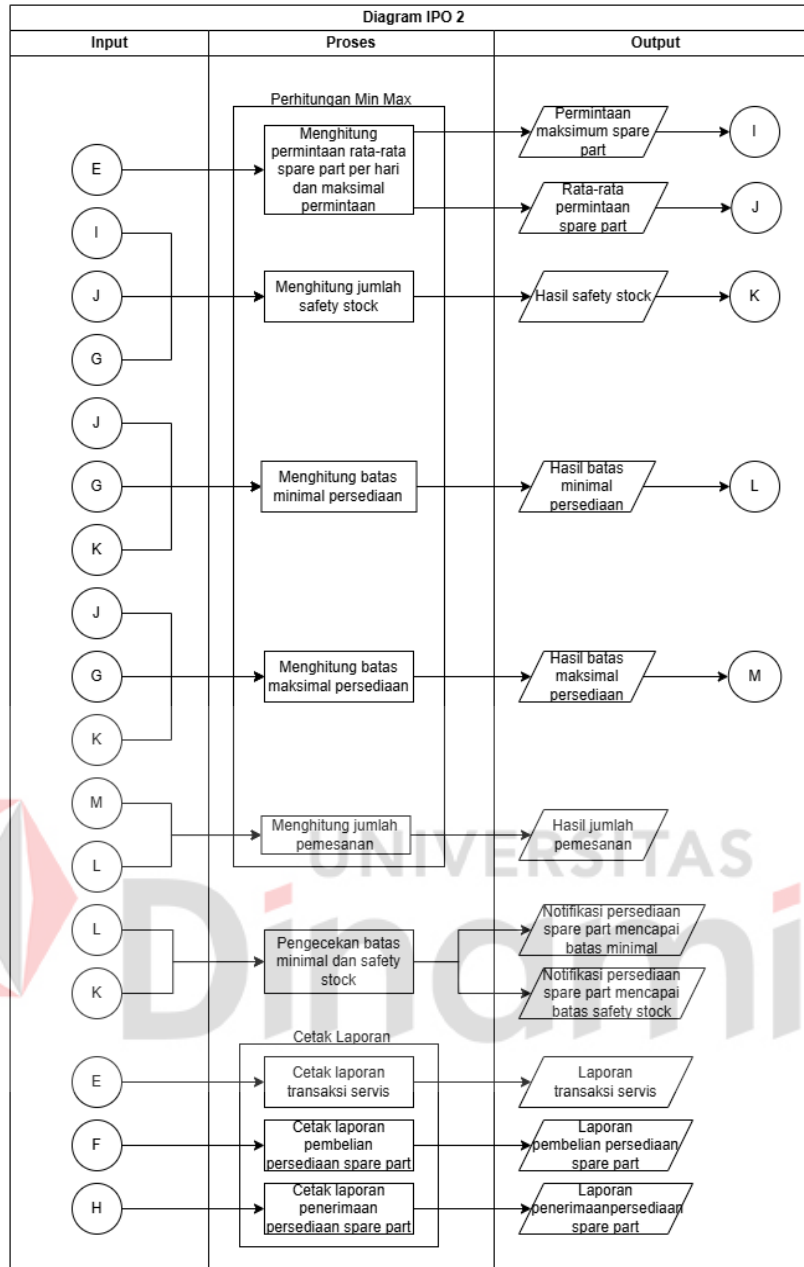 Diagram IPO 2
Input
Proses
Output
Perhitungan Min Max
E
Menghitung
permintaan rata-rata
spare part per hari
dan maksimal
permintaan
Permintaan
maksimum spare
part
I
Rata-rata
permintaan
spare part
J
I
J
G
Menghitung jumlah
safety stock
Hasil safety stock
K
J
G
K
Menghitung batas
minimal persediaan
Hasil batas
minimal
persediaan
L
J
G
K
Menghitung batas
maksimal persediaan
Hasil batas
maksimal
persediaan
M
M
L
Menghitung jumlah
pemesanan
Hasil jumlah
pemesanan
UNIVERSITAS
Dinami
L
K
Pengecekan batas
minimal dan safety
stock
Notifikasi persediaan
spare part mencapai
batas minimal
Notifikasi persediaan
spare part mencapai
batas safety stock
Cetak Laporan
E
Cetak laporan
transaksi servis
Laporan
transaksi servis
F
Cetak laporan
pembelian
persediaan spare part
Laporan
pembelian persediaan
spare part
H
Cetak laporan
penerimaan
persediaan spare part
Laporan
penerimaanpersediaan
spare part